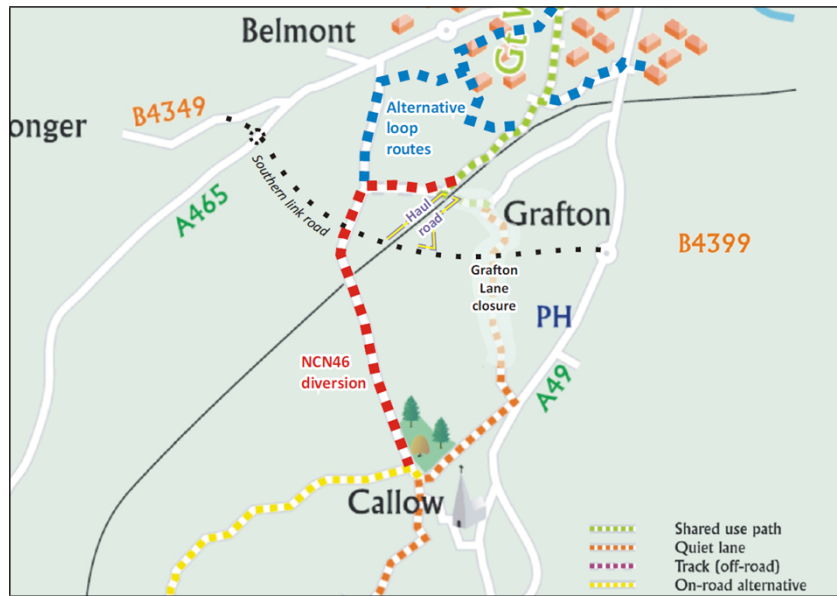 Belmont
B4349
onger
Alternative
loop
routes
Southern link road
A465
Haul
road
Grafton
B4399
Grafton
Lane
closure
PH
NCN46
diversion
A49
Callow
Shared use path
Quiet lane
Track (off-road)
On-road alternative